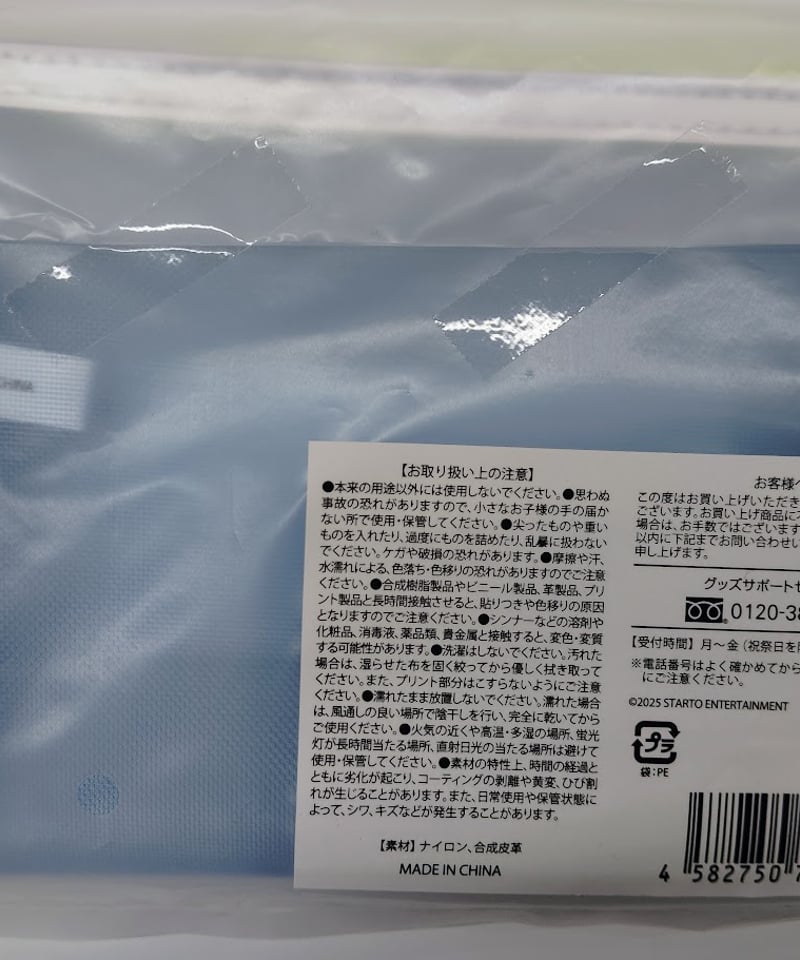 CHINA
【お取り扱い上の注意】
●本来の用途以外には使用しないでください。●思わぬ
事故の恐れがありますので、小さなお子様の手の届か
ない所で使用・保管してください。●尖ったものや重い
ものを入れたり、過度にものを詰めたり、乱暴に扱わない
でください。ケガや破損の恐れがあります。●摩擦や汗、
水濡れによる、色落ち・色移りの恐れがありますのでご注意
ください。●合成樹脂製品やビニール製品、革製品、プリ
ント製品と長時間接触させると、貼りつきや色移りの原因
となりますのでご注意ください。●シンナーなどの溶剤や
化粧品、消毒液、薬品類、貴金属と接触すると、変色・変質
する可能性があります。●洗濯はしないでください。汚れた
場合は、湿らせた布を固く絞ってから優しく拭き取って
ください。また、プリント部分はこすらないようにご注意
ください。●濡れたまま放置しないでください。濡れた場合
は、風通しの良い場所で陰干しを行い、完全に乾いてから
ご使用ください。●火気の近くや高温・多湿の場所、蛍光
灯が長時間当たる場所、直射日光の当たる場所は避けて
使用・保管してください。●素材の特性上、時間の経過と
ともに劣化が起こり、コーティングの剥離や黄変、ひび割
れが生じることがあります。また、日常使用や保管状態に
よって、シワ、キズなどが発生することがあります。
【素材】ナイロン、合成皮革
MADE IN CHINA
お客様へ
この度はお買い上げいただき
ございます。お買い上げ商品に
場合は、お手数ではございます
以内に下記までお問い合わせい
申し上げます。
グッズサポートセ
0120-38
【受付時間】月〜金（祝祭日を
※電話番号はよく確かめてから
にご注意ください。
©2025 STARTO ENTERTAINMENT
プラ
袋:PE
4 582750 7